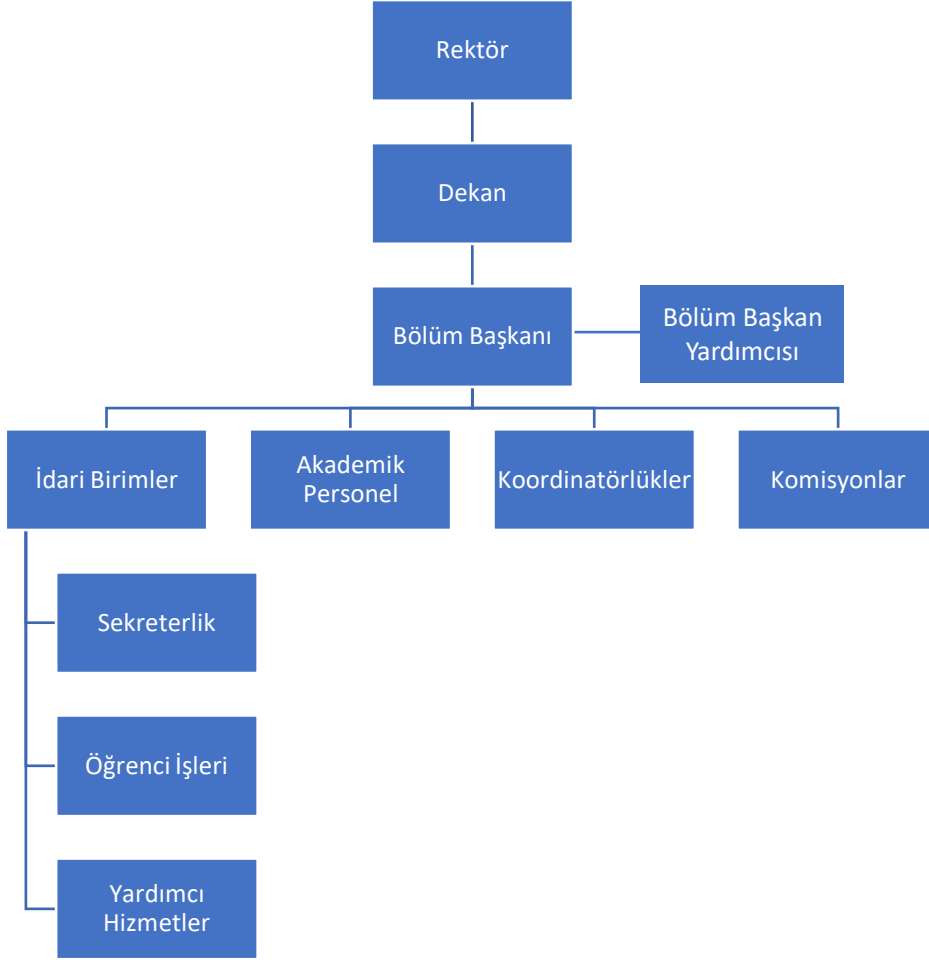 Rektör
Dekan
Bölüm Başkanı
Bölüm Başkan
Yardımcısı
İdari Birimler
Akademik
Personel
Koordinatörlükler
Komisyonlar
Sekreterlik
Öğrenci İşleri
Yardımcı
Hizmetler